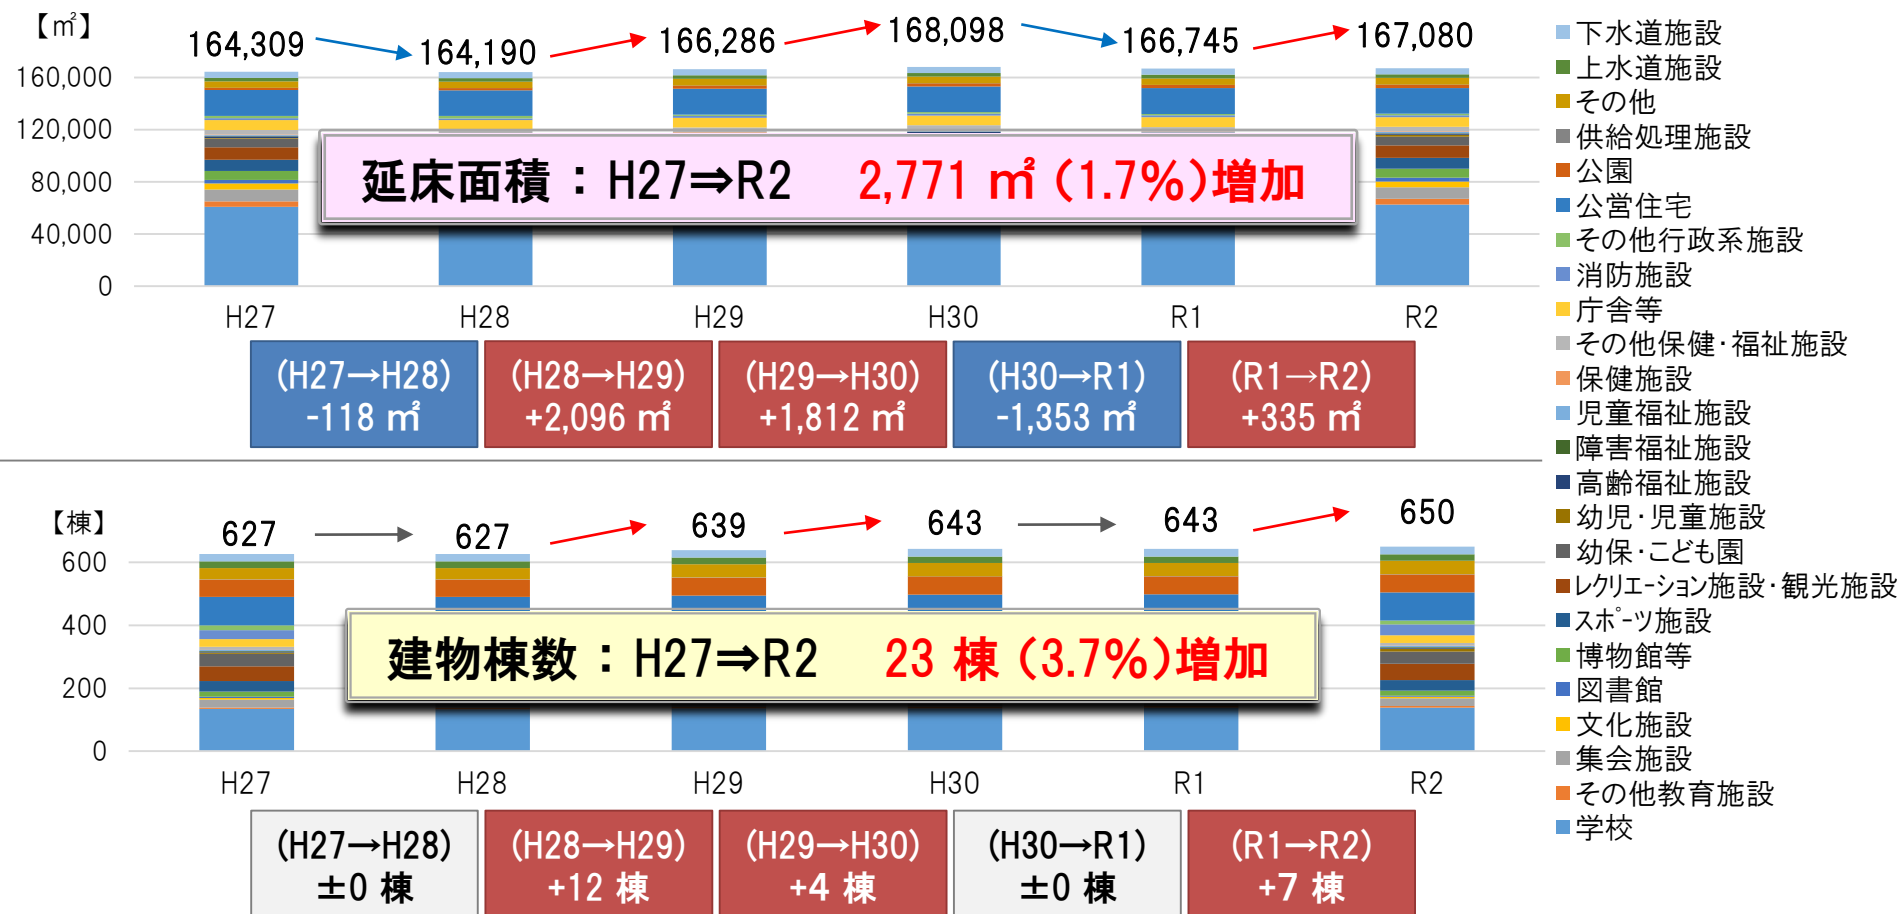 【㎡】
164,309
164,190
166,286
168,098
166,745
167,080
160,000
120,000
80,000
40,000
0
延床面積：H27⇒R2　2,771 ㎡（1.7%）増加
H27
H28
H29
H30
R1
R2
(H27→H28)
-118 ㎡
(H28→H29)
+2,096 ㎡
(H29→H30)
+1,812 ㎡
(H30→R1)
-1,353 ㎡
(R1→R2)
+335 ㎡
【棟】
627
627
639
643
643
650
600
400
200
0
建物棟数：H27⇒R2　23 棟（3.7%）増加
H27
H28
H29
H30
R1
R2
(H27→H28)
±0 棟
(H28→H29)
+12 棟
(H29→H30)
+4 棟
(H30→R1)
±0 棟
(R1→R2)
+7 棟
下水道施設
上水道施設
その他
供給処理施設
公園
公営住宅
その他行政系施設
消防施設
庁舎等
その他保健・福祉施設
保健施設
児童福祉施設
障害福祉施設
高齢福祉施設
幼児・児童施設
幼保・こども園
ﾚｸﾘｴｰｼｮﾝ施設・観光施設
ｽﾎﾟｰﾂ施設
博物館等
図書館
文化施設
集会施設
その他教育施設
学校